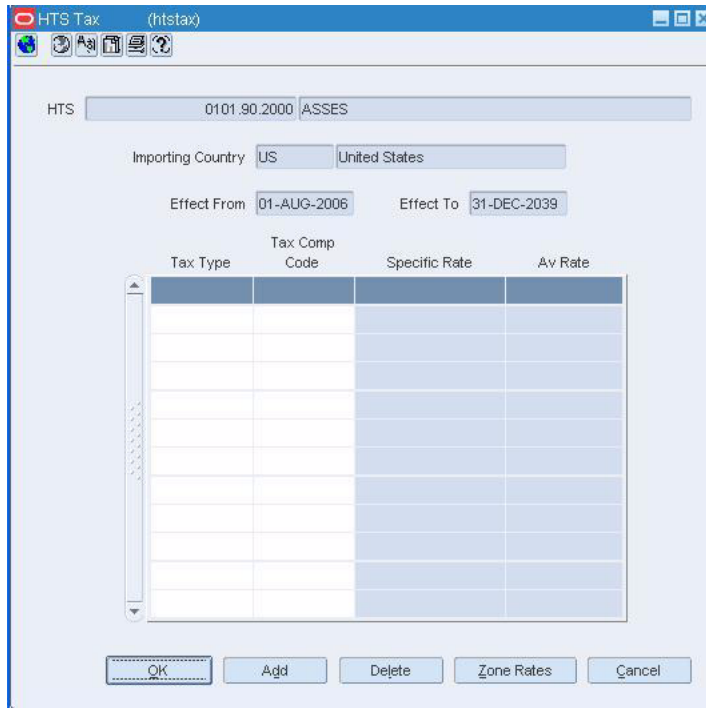 HTS Tax (htstax)
HTS 0101.90.2000 ASSES
Importing Country US United States
Effect From 01-AUG-2006 Effect To 31-DEC-2039
Tax Type Tax Comp Code Specific Rate Av Rate
OK Add Delete Zone Rates Cancel